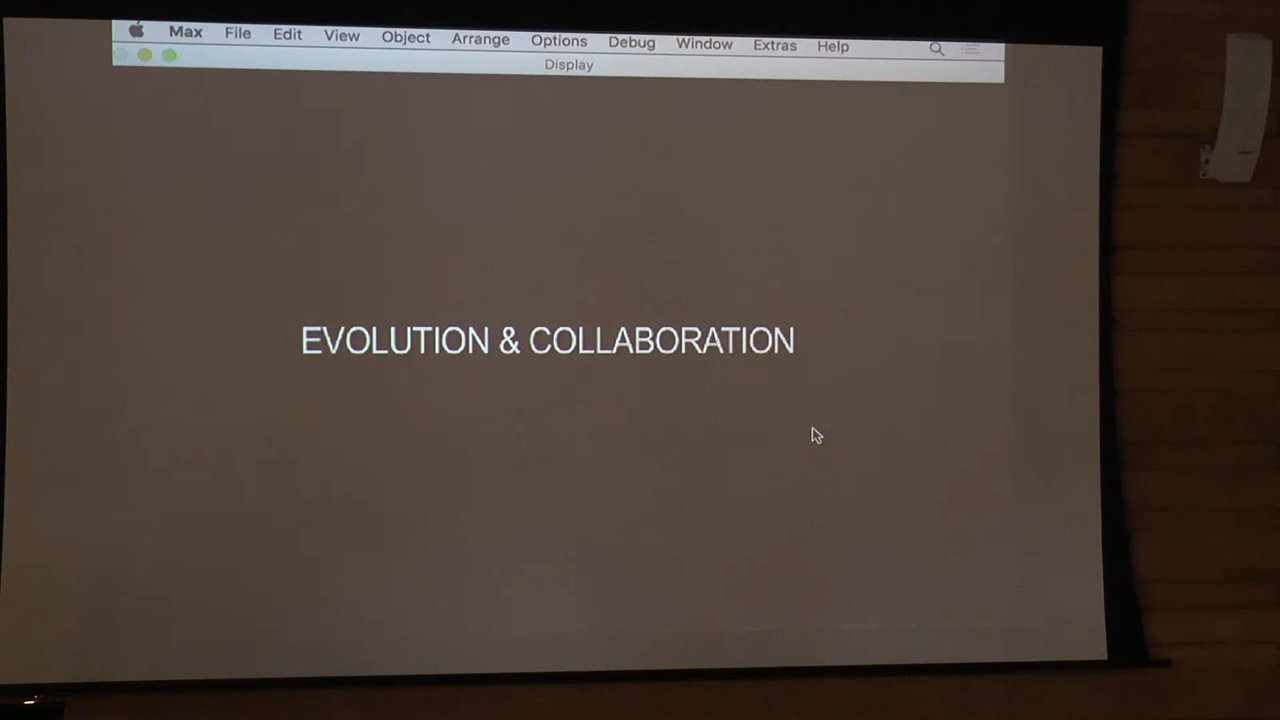 Max File Edit View Object Arrange Options Debug Window Extras Help
Display
EVOLUTION & COLLABORATION